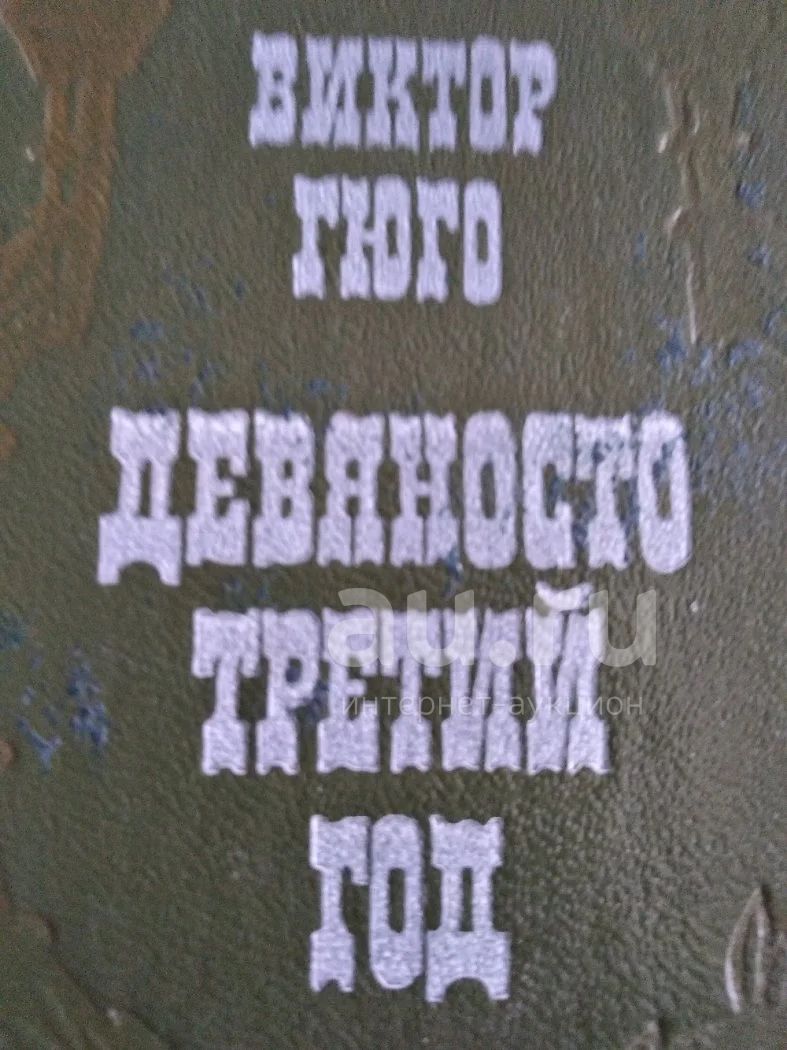 ВИКТОР
ГЮГО
ДЕВЯНОСТО
ТРЕТИЙ
au.ru
интернет-аукцион
ГОД